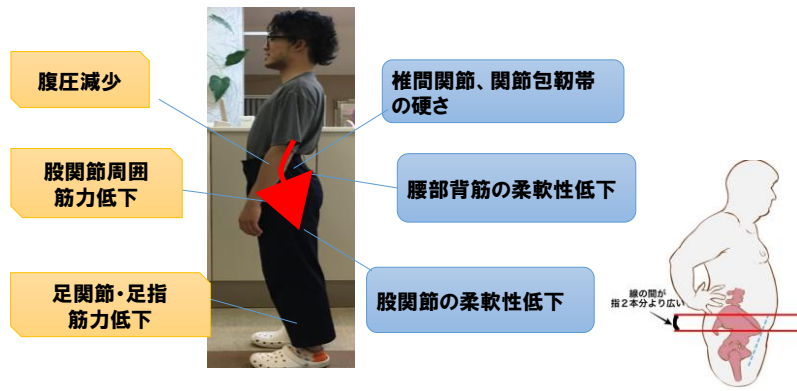 腹圧減少
椎間関節、関節包靭帯
の硬さ
股関節周囲
筋力低下
腰部背筋の柔軟性低下
足関節・足指
筋力低下
股関節の柔軟性低下
線の間が
指２本分より広い